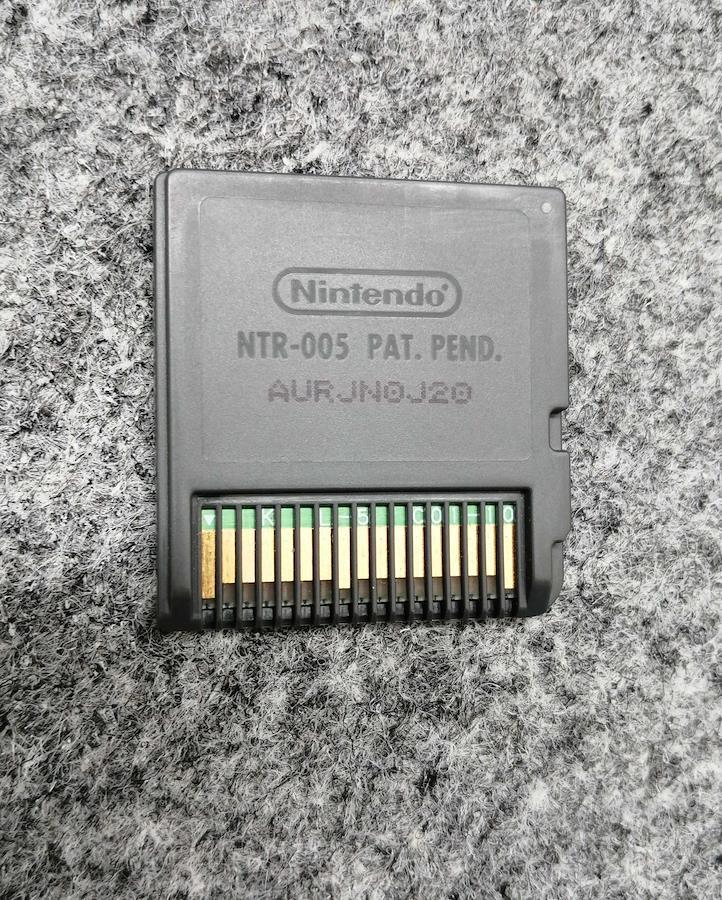 Nintendo®
NTR-005 PAT. PEND.
AURJN0J20